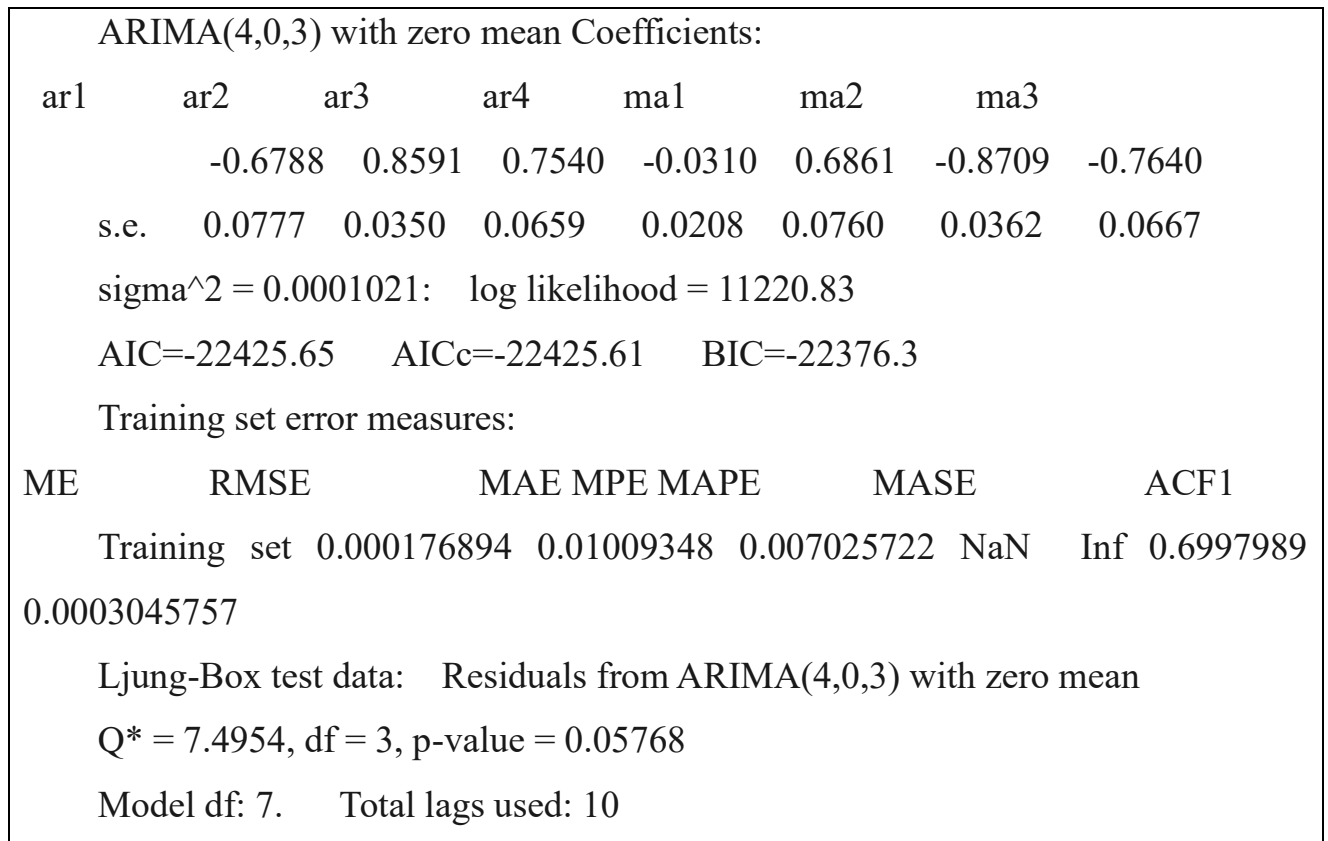 ARIMA(4,0,3) with zero mean Coefficients:
ar1 ar2 ar3 ar4 ma1 ma2 ma3
-0.6788 0.8591 0.7540 -0.0310 0.6861 -0.8709 -0.7640
s.e. 0.0777 0.0350 0.0659 0.0208 0.0760 0.0362 0.0667
sigma^2 = 0.0001021: log likelihood = 11220.83
AIC=-22425.65 AICc=-22425.61 BIC=-22376.3
Training set error measures:
ME RMSE MAE MPE MAPE MASE ACF1
Training set 0.000176894 0.01009348 0.007025722 NaN Inf 0.6997989
0.0003045757
Ljung-Box test data: Residuals from ARIMA(4,0,3) with zero mean
Q* = 7.4954, df = 3, p-value = 0.05768
Model df: 7. Total lags used: 10